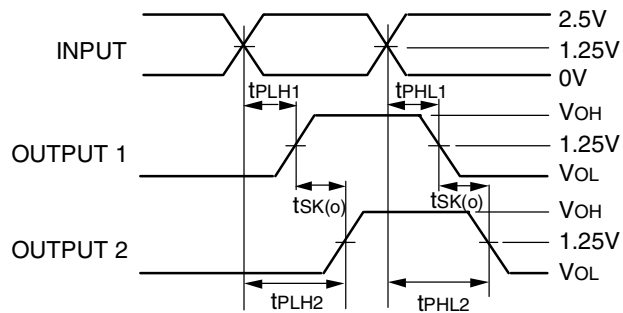 2.5V
INPUT
1.25V
0V
tPLH1
tPHL1
VOH
OUTPUT 1
1.25V
VOL
tSK(o)
tSK(o)
VOH
OUTPUT 2
1.25V
VOL
tPLH2
tPHL2